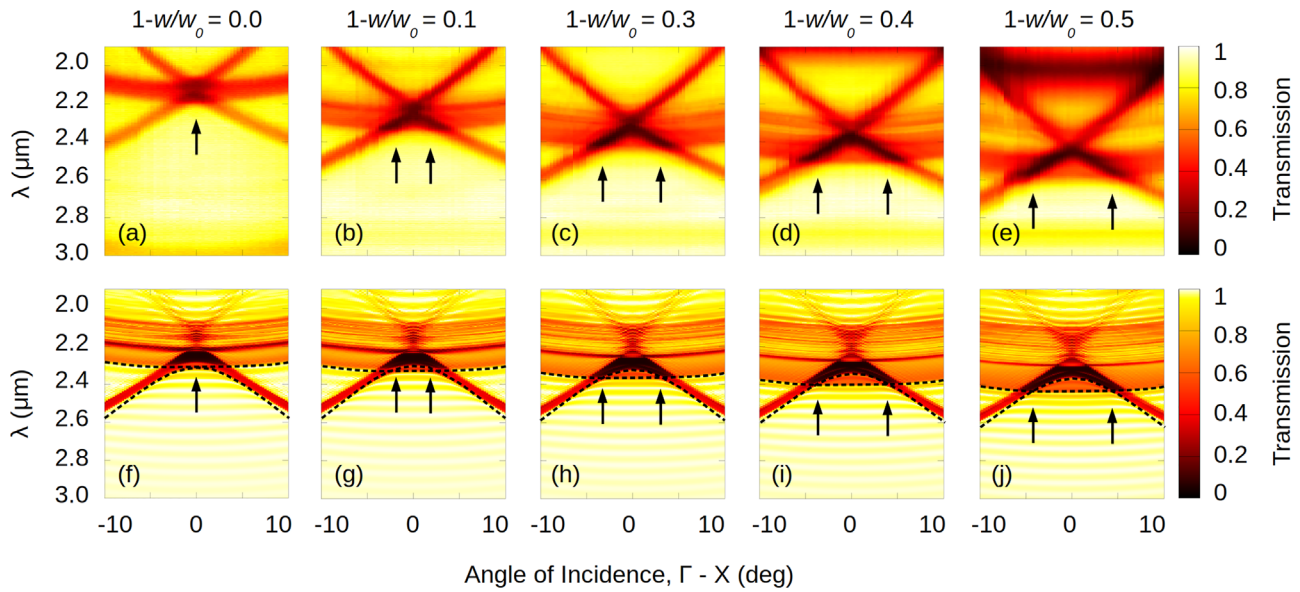 1-w/w₀ = 0.0 1-w/w₀ = 0.1 1-w/w₀ = 0.3 1-w/w₀ = 0.4 1-w/w₀ = 0.5
2.0
2.2
2.4
2.6
2.8
3.0
λ (μm)
(a) (b) (c) (d) (e)
1
0.8
0.6
0.4
0.2
0
Transmission
2.0
2.2
2.4
2.6
2.8
3.0
λ (μm)
(f) (g) (h) (i) (j)
1
0.8
0.6
0.4
0.2
0
Transmission
-10 0 10 -10 0 10 -10 0 10 -10 0 10 -10 0 10
Angle of Incidence, Γ - X (deg)